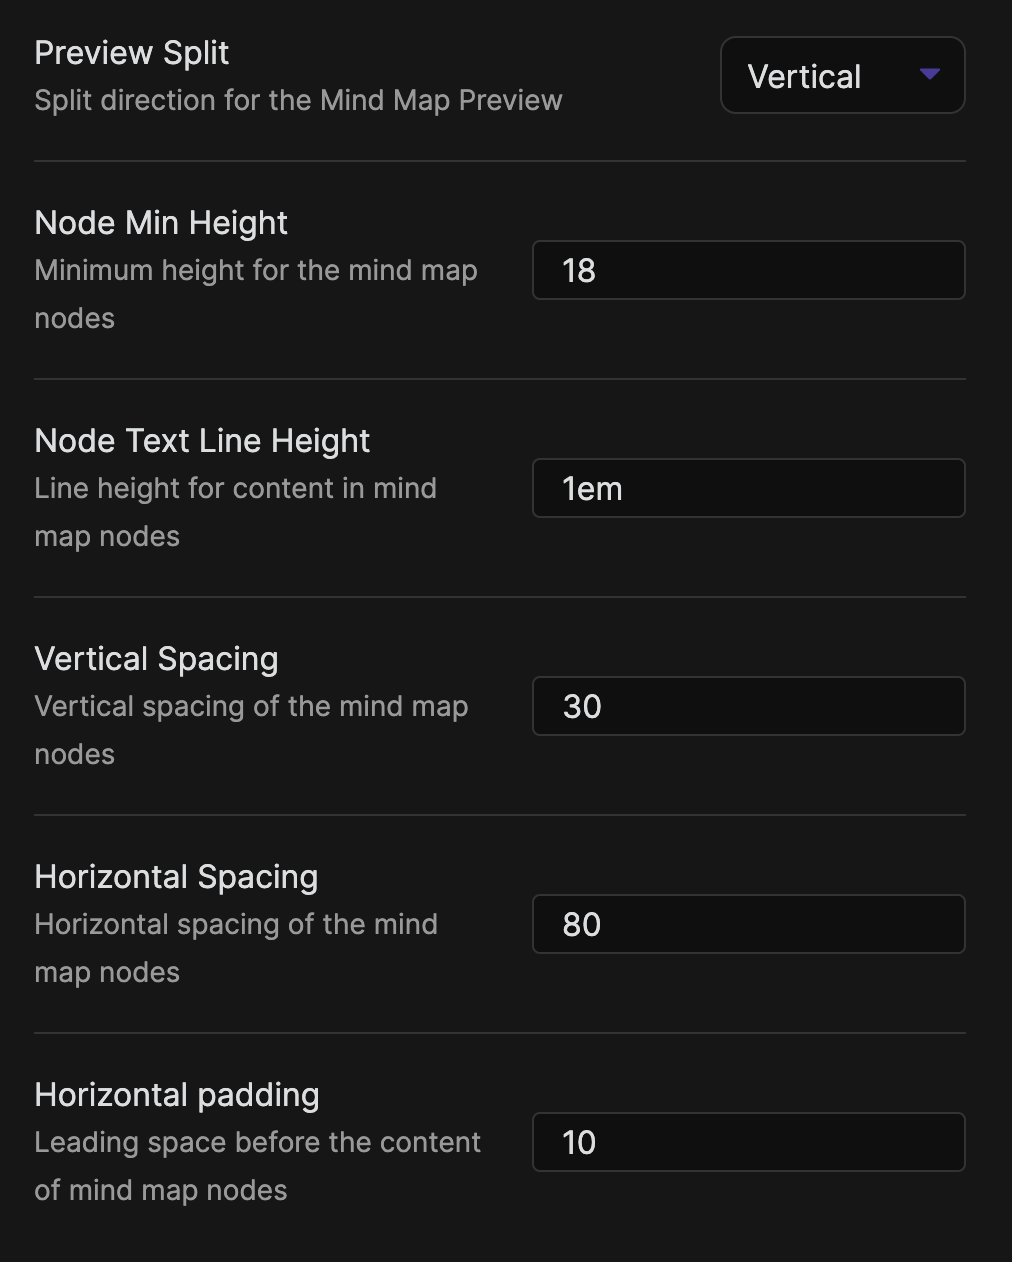 Preview Split
Split direction for the Mind Map Preview
Vertical
Node Min Height
Minimum height for the mind map
nodes
18
Node Text Line Height
Line height for content in mind
map nodes
1em
Vertical Spacing
Vertical spacing of the mind map
nodes
30
Horizontal Spacing
Horizontal spacing of the mind
map nodes
80
Horizontal padding
Leading space before the content
of mind map nodes
10